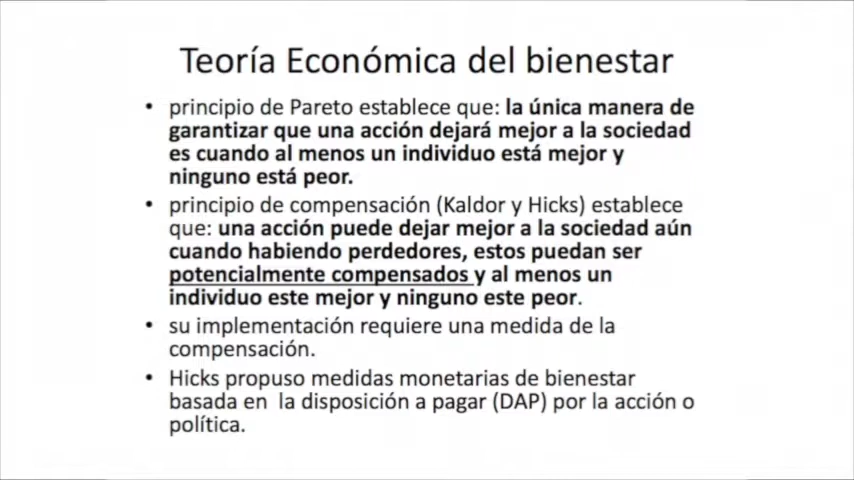 Teoría Económica del bienestar
• principio de Pareto establece que: la única manera de
garantizar que una acción dejará mejor a la sociedad
es cuando al menos un individuo está mejor y
ninguno está peor.
• principio de compensación (Kaldor y Hicks) establece
que: una acción puede dejar mejor a la sociedad aún
cuando habiendo perdedores, estos puedan ser
potencialmente compensados y al menos un
individuo este mejor y ninguno este peor.
• su implementación requiere una medida de la
compensación.
• Hicks propuso medidas monetarias de bienestar
basada en la disposición a pagar (DAP) por la acción o
política.